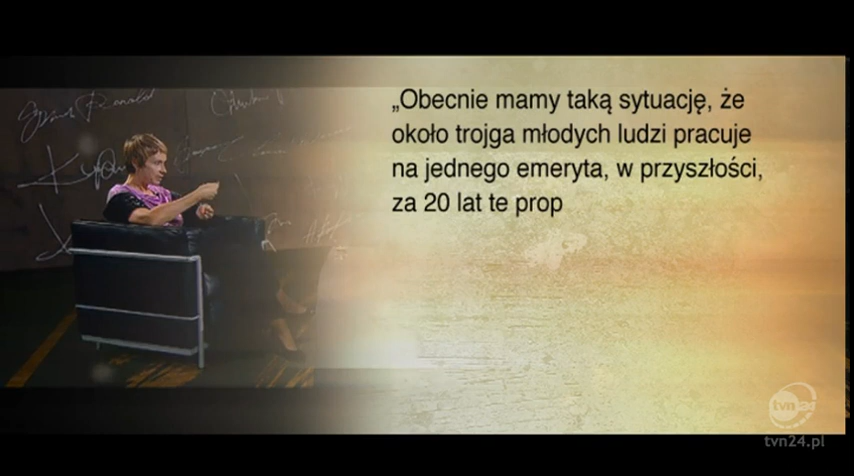 „Obecnie mamy taką sytuację, że
około trojga młodych ludzi pracuje
na jednego emeryta, w przyszłości,
za 20 lat te prop
tvn24
tvn24.pl